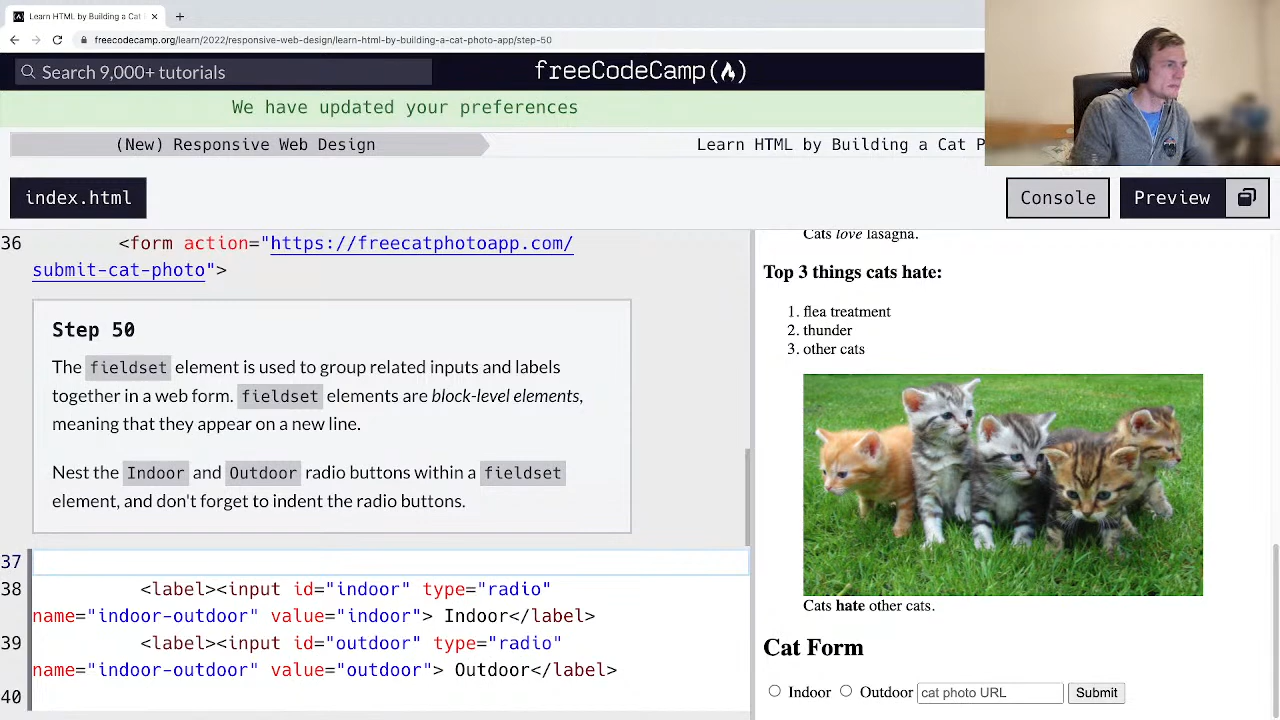 Learn HTML by Building a Cat
freecodecamp.org/learn/2022/responsive-web-design/learn-html-by-building-a-cat-photo-app/step-50
Search 9,000+ tutorials
freeCodeCamp
We have updated your preferences
(New) Responsive Web Design
Learn HTML by Building a Cat P
index.html
Console
Preview
36 <form action="https://freecatphotoapp.com/
submit-cat-photo">
Step 50
The fieldset element is used to group related inputs and labels
together in a web form. fieldset elements are block-level elements,
meaning that they appear on a new line.
Nest the Indoor and Outdoor radio buttons within a fieldset
element, and don't forget to indent the radio buttons.
37
38 <label><input id="indoor" type="radio"
name="indoor-outdoor" value="indoor"> Indoor</label>
39 <label><input id="outdoor" type="radio"
name="indoor-outdoor" value="outdoor"> Outdoor</label>
40
Cats love lasagna.
Top 3 things cats hate:
1. flea treatment
2. thunder
3. other cats
Cats hate other cats.
Cat Form
Indoor Outdoor cat photo URL Submit